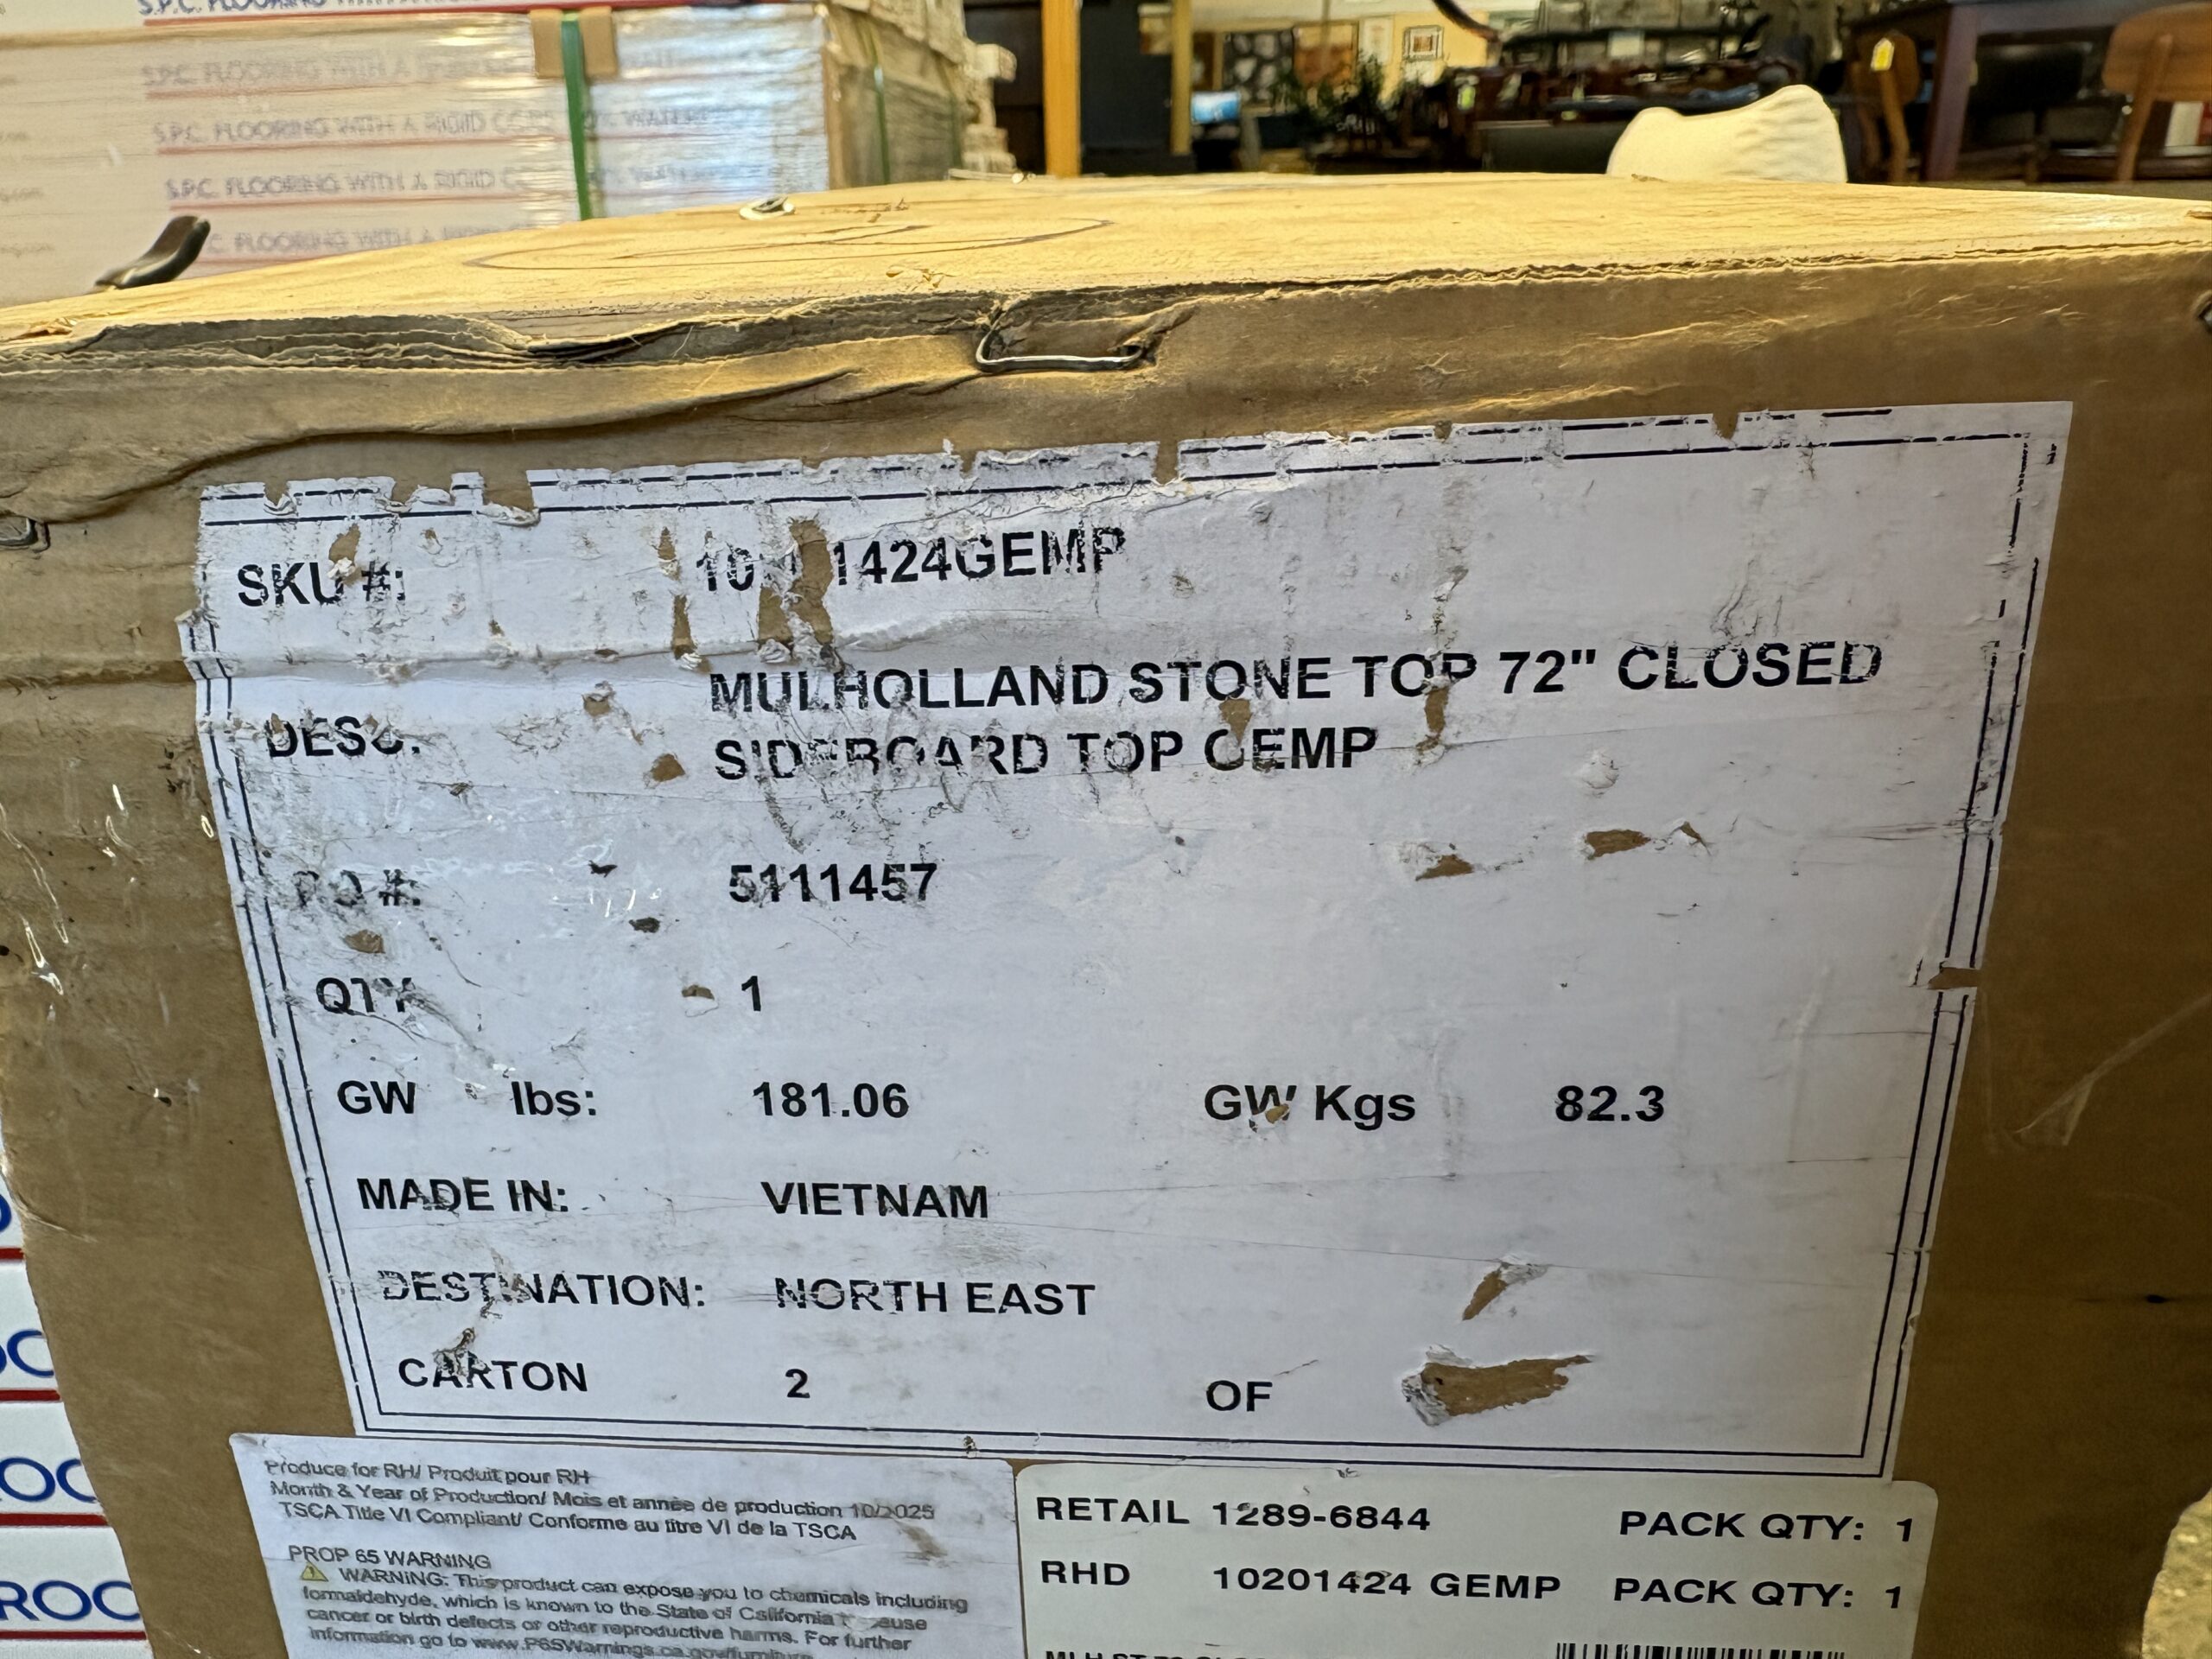 S.P.C. FLOORING WITH A
S.P.C. FLOORING WITH A RIGID
S.P.C. FLOORING WITH A RIGID
FLOORING WITH A
SKU #: 10 1424GEMP
MULHOLLAND STONE TOP 72" CLOSED
DESC: SIDEBOARD TOP GEMP
PO #: 5111457
QTY 1
GW lbs: 181.06 GW Kgs 82.3
MADE IN: VIETNAM
DESTINATION: NORTH EAST
CARTON 2 OF
Produce for RH/ Produit pour RH
Month & Year of Production/ Mois et année de production 10/2025
TSCA Title VI Compliant/ Conforme au titre VI de la TSCA
PROP 65 WARNING
WARNING: This product can expose you to chemicals including
formaldehyde, which is known to the State of California to cause
cancer or birth defects or other reproductive harms. For further
information go to www.P65Warnings.ca.gov/furniture
RETAIL 1289-6844 PACK QTY: 1
RHD 10201424 GEMP PACK QTY: 1